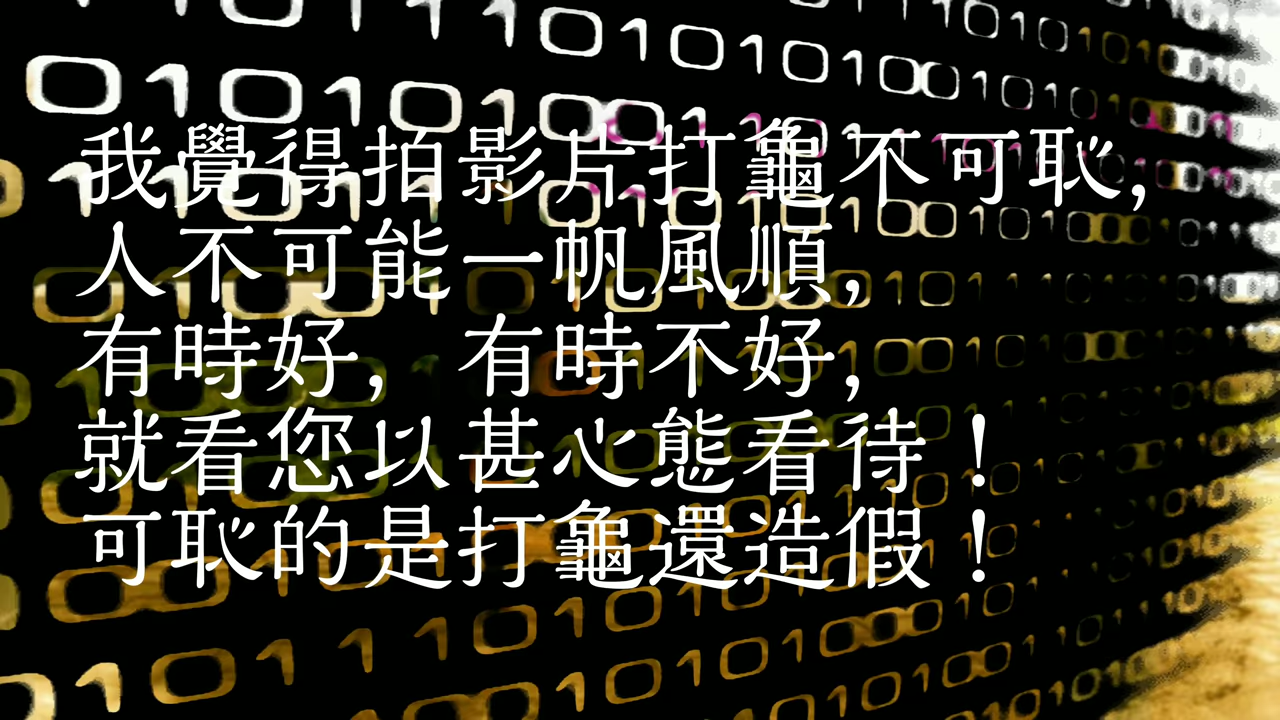 我覺得拍影片打龜不可恥，
人不可能一帆風順，
有時好，有時不好，
就看您以甚心態看待！
可恥的是打龜還造假！